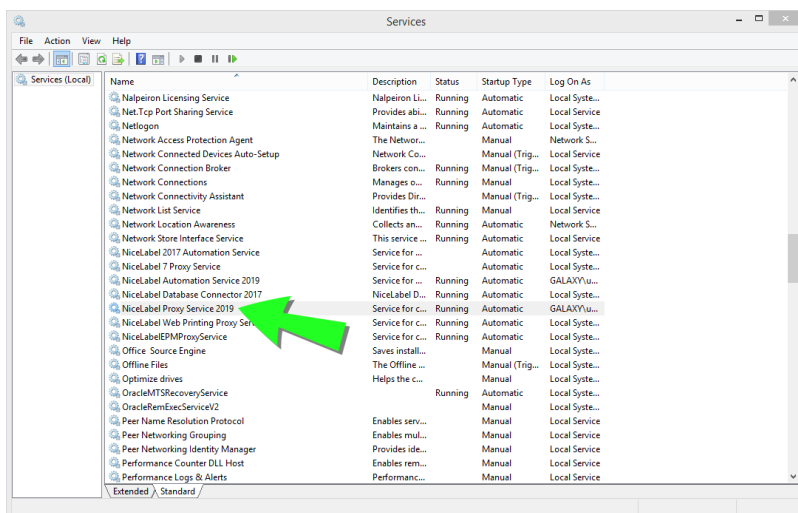 Services
File Action View Help
Services (Local)
Name Description Status Startup Type Log On As
Nalpeiron Licensing Service Nalpeiron Li... Running Automatic Local Syste...
Net.Tcp Port Sharing Service Provides abi... Running Automatic Local Service
Netlogon Maintains a ... Running Automatic Local Syste...
Network Access Protection Agent The Networ... Manual Network S...
Network Connected Devices Auto-Setup Network Co... Manual (Trig... Local Service
Network Connection Broker Brokers con... Running Manual (Trig... Local Syste...
Network Connections Manages o... Running Manual Local Syste...
Network Connectivity Assistant Provides Dir... Manual (Trig... Local Syste...
Network List Service Identifies th... Running Manual Local Service
Network Location Awareness Collects an... Running Automatic Network S...
Network Store Interface Service This service ... Running Automatic Local Service
NiceLabel 2017 Automation Service Service for ... Automatic Local Syste...
NiceLabel 7 Proxy Service Service for c... Automatic Local Syste...
NiceLabel Automation Service 2019 Service for ... Running Automatic GALAXY\u...
NiceLabel Database Connector 2017 NiceLabel D... Running Automatic Local Syste...
NiceLabel Proxy Service 2019 Service for c... Running Automatic GALAXY\u...
NiceLabel Web Printing Proxy Serv Service for c... Running Automatic Local Syste...
NiceLabelEPMProxyService Service for c... Running Automatic Local Syste...
Office Source Engine Saves install... Manual Local Syste...
Offline Files The Offline ... Manual (Trig... Local Syste...
Optimize drives Helps the c... Manual Local Syste...
OracleMTSRecoveryService Running Automatic Local Syste...
OracleRemExecServiceV2 Manual Local Syste...
Peer Name Resolution Protocol Enables serv... Manual Local Service
Peer Networking Grouping Enables mul... Manual Local Service
Peer Networking Identity Manager Provides ide... Manual Local Service
Performance Counter DLL Host Enables rem... Manual Local Service
Performance Logs & Alerts Performanc... Manual Local Service
Extended Standard